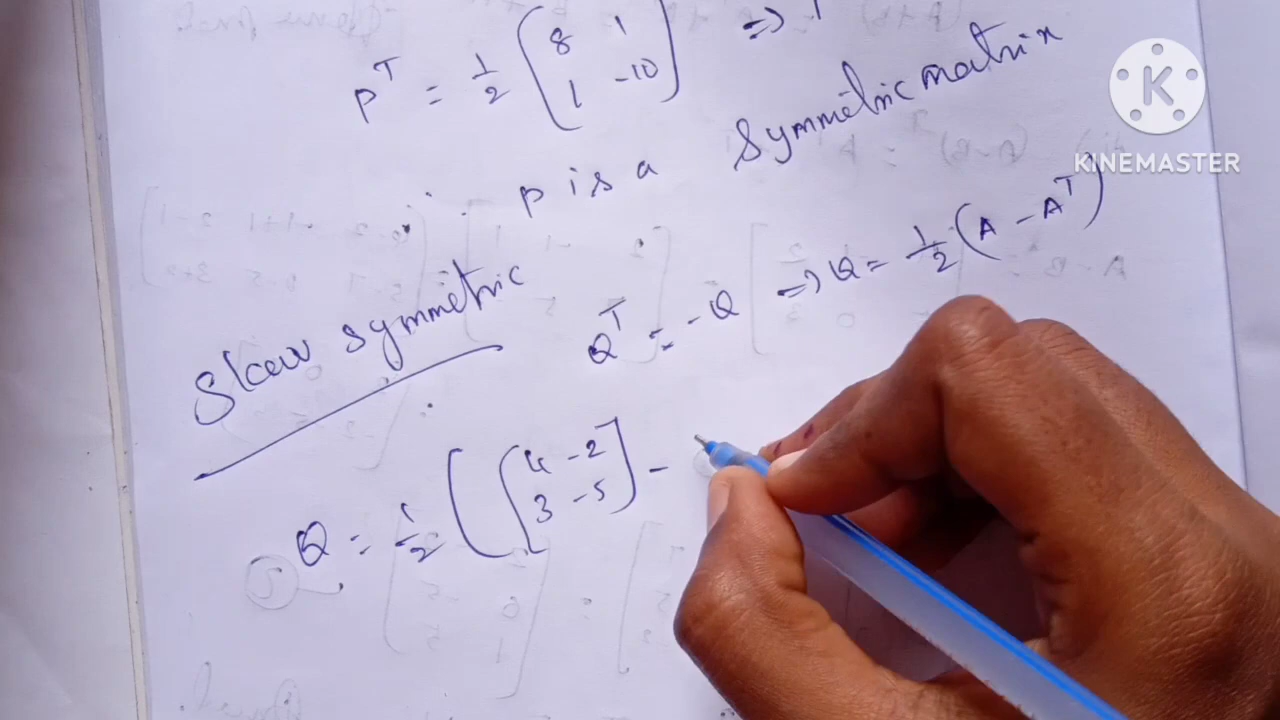 P^T = 1/2 [8 1
1 -10] =>
∴ P is a Symmetric matrix
KINEMASTER
Skew symmetric
Q^T = -Q => Q = 1/2 (A - A^T)
Q = 1/2 ( [4 -2
3 -5] -